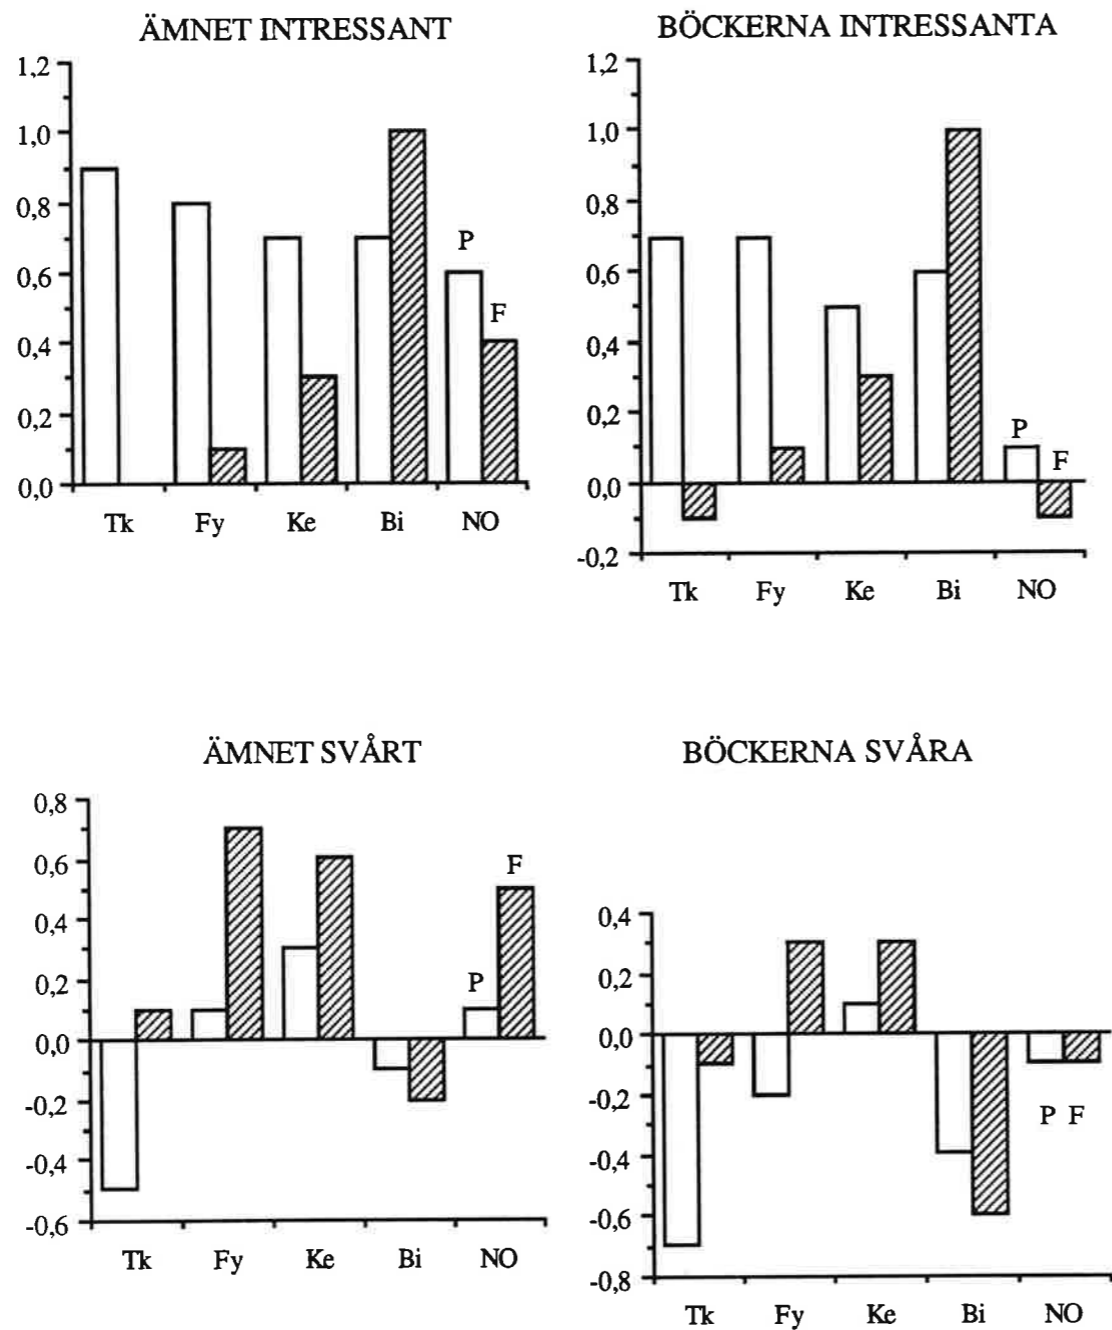 ÄMNET INTRESSANT
1,2
1,0
0,8
0,6
0,4
0,2
0,0
P
F
Tk Fy Ke Bi NO
BÖCKERNA INTRESSANTA
1,2
1,0
0,8
0,6
0,4
0,2
0,0
-0,2
P
F
Tk Fy Ke Bi NO
ÄMNET SVÅRT
0,8
0,6
0,4
0,2
0,0
-0,2
-0,4
-0,6
F
P
Tk Fy Ke Bi NO
BÖCKERNA SVÅRA
0,4
0,2
0,0
-0,2
-0,4
-0,6
-0,8
P F
Tk Fy Ke Bi NO